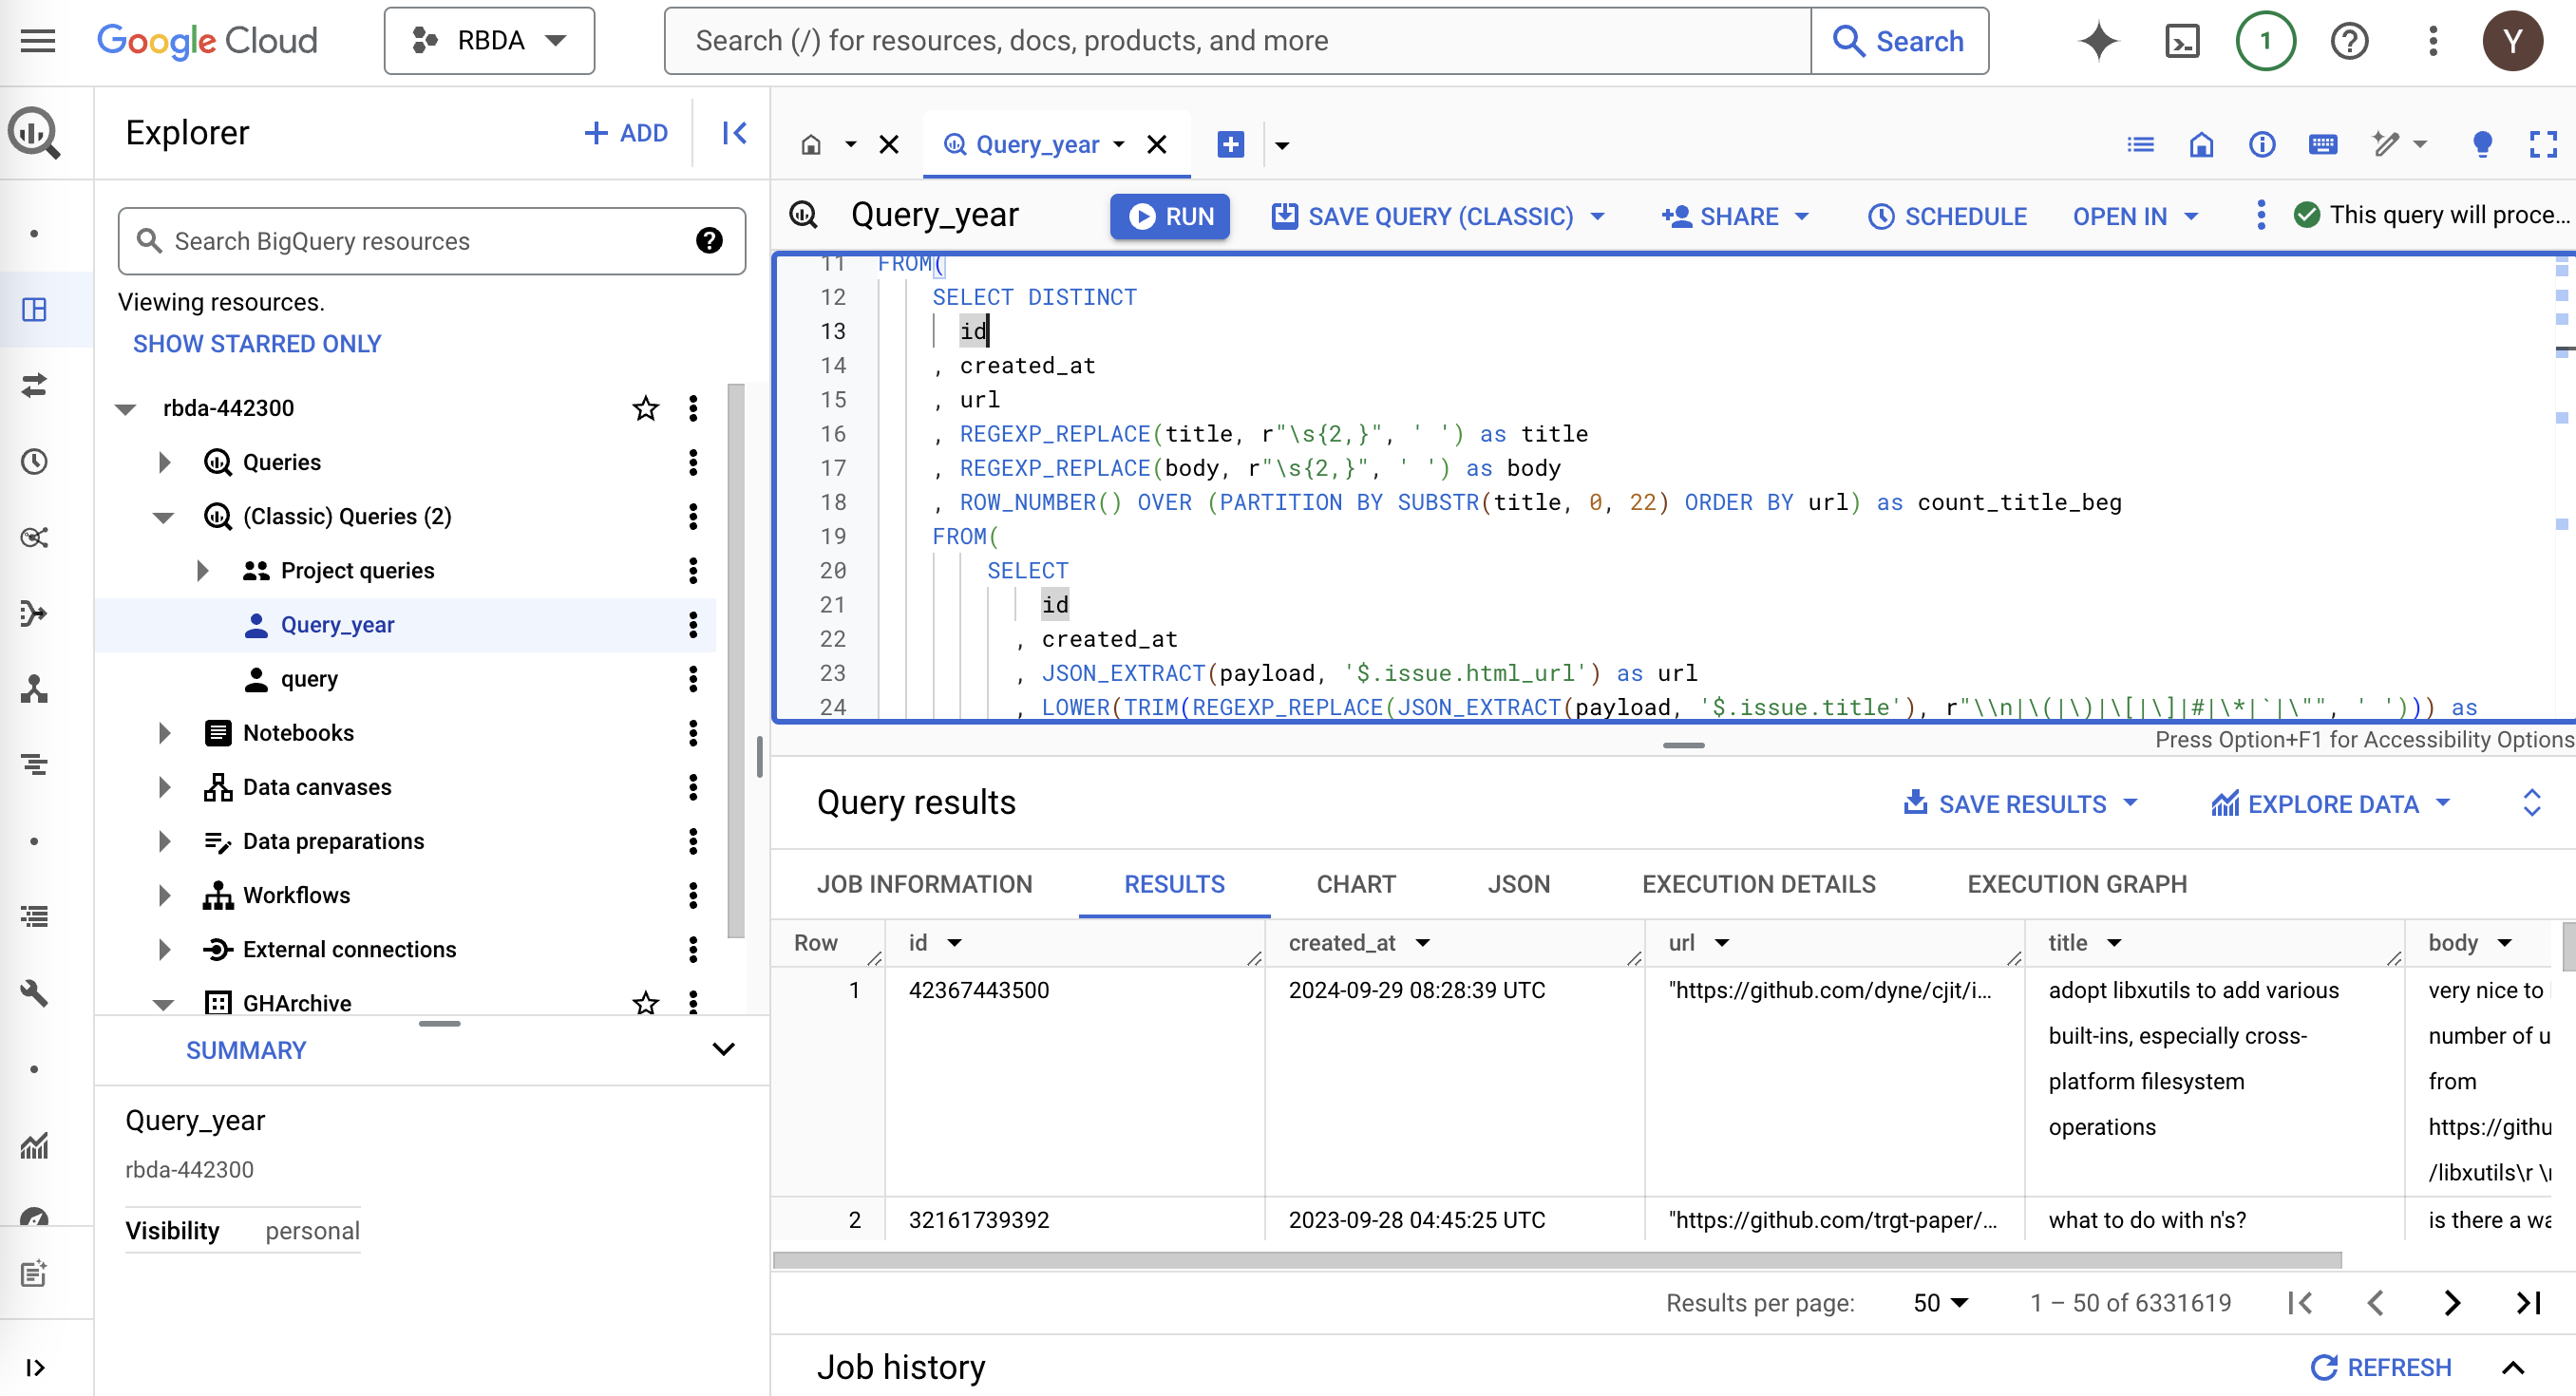 Google Cloud
RBDA
Search (/) for resources, docs, products, and more
Search
1
Y
Explorer
ADD
Query_year
Search BigQuery resources
Viewing resources.
SHOW STARRED ONLY
rbda-442300
Queries
(Classic) Queries (2)
Project queries
Query_year
query
Notebooks
Data canvases
Data preparations
Workflows
External connections
GHArchive
SUMMARY
Query_year
rbda-442300
Visibility personal
Query_year
RUN
SAVE QUERY (CLASSIC)
SHARE
SCHEDULE
OPEN IN
This query will proce...
11 FROM(
12 SELECT DISTINCT
13 id
14 , created_at
15 , url
16 , REGEXP_REPLACE(title, r"\s{2,}", ' ') as title
17 , REGEXP_REPLACE(body, r"\s{2,}", ' ') as body
18 , ROW_NUMBER() OVER (PARTITION BY SUBSTR(title, 0, 22) ORDER BY url) as count_title_beg
19 FROM(
20 SELECT
21 id
22 , created_at
23 , JSON_EXTRACT(payload, '$.issue.html_url') as url
24 , LOWER(TRIM(REGEXP_REPLACE(JSON_EXTRACT(payload, '$.issue.title'), r"\\n|\(|\)|\[|\]|#|\*|`|\"", ' '))) as
Press Option+F1 for Accessibility Options
Query results
SAVE RESULTS
EXPLORE DATA
JOB INFORMATION RESULTS CHART JSON EXECUTION DETAILS EXECUTION GRAPH
Row id created_at url title body
1 42367443500 2024-09-29 08:28:39 UTC "https://github.com/dyne/cjit/i... adopt libxutils to add various very nice to
built-ins, especially cross- number of u
platform filesystem from
operations https://githu
/libxutils\r
2 32161739392 2023-09-28 04:45:25 UTC "https://github.com/trgt-paper/... what to do with n's? is there a wa
Results per page: 50 1 – 50 of 6331619
Job history
REFRESH